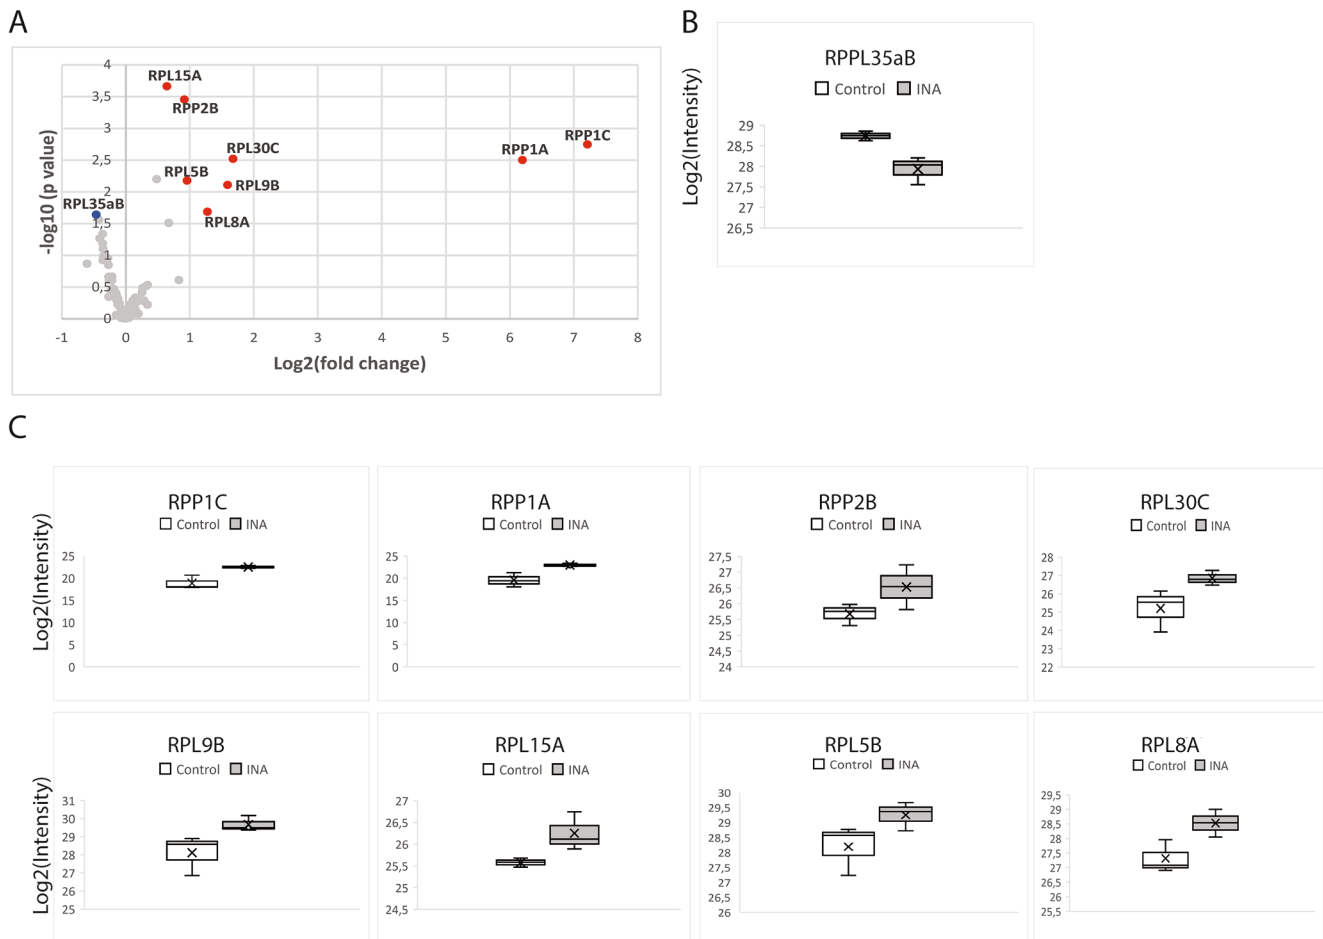 A
4
3,5
3
2,5
2
1,5
1
0,5
0
-log10 (p value)
RPL15A
RPP2B
RPP1C
RPP1A
RPL30C
RPL5B
RPL9B
RPL35aB
RPL8A
-1 0 1 2 3 4 5 6 7 8
Log2(fold change)
B
RPPL35aB
Control INA
Log2(Intensity)
29
28,5
28
27,5
27
26,5
C
RPP1C
Control INA
Log2(Intensity)
25
20
15
10
5
0
RPP1A
Control INA
25
20
15
10
5
0
RPP2B
Control INA
27,5
27
26,5
26
25,5
25
24,5
24
RPL30C
Control INA
28
27
26
25
24
23
22
RPL9B
Control INA
Log2(Intensity)
31
30
29
28
27
26
25
RPL15A
Control INA
27
26,5
26
25,5
25
24,5
RPL5B
Control INA
30
29,5
29
28,5
28
27,5
27
26,5
26
RPL8A
Control INA
29,5
29
28,5
28
27,5
27
26,5
26
25,5